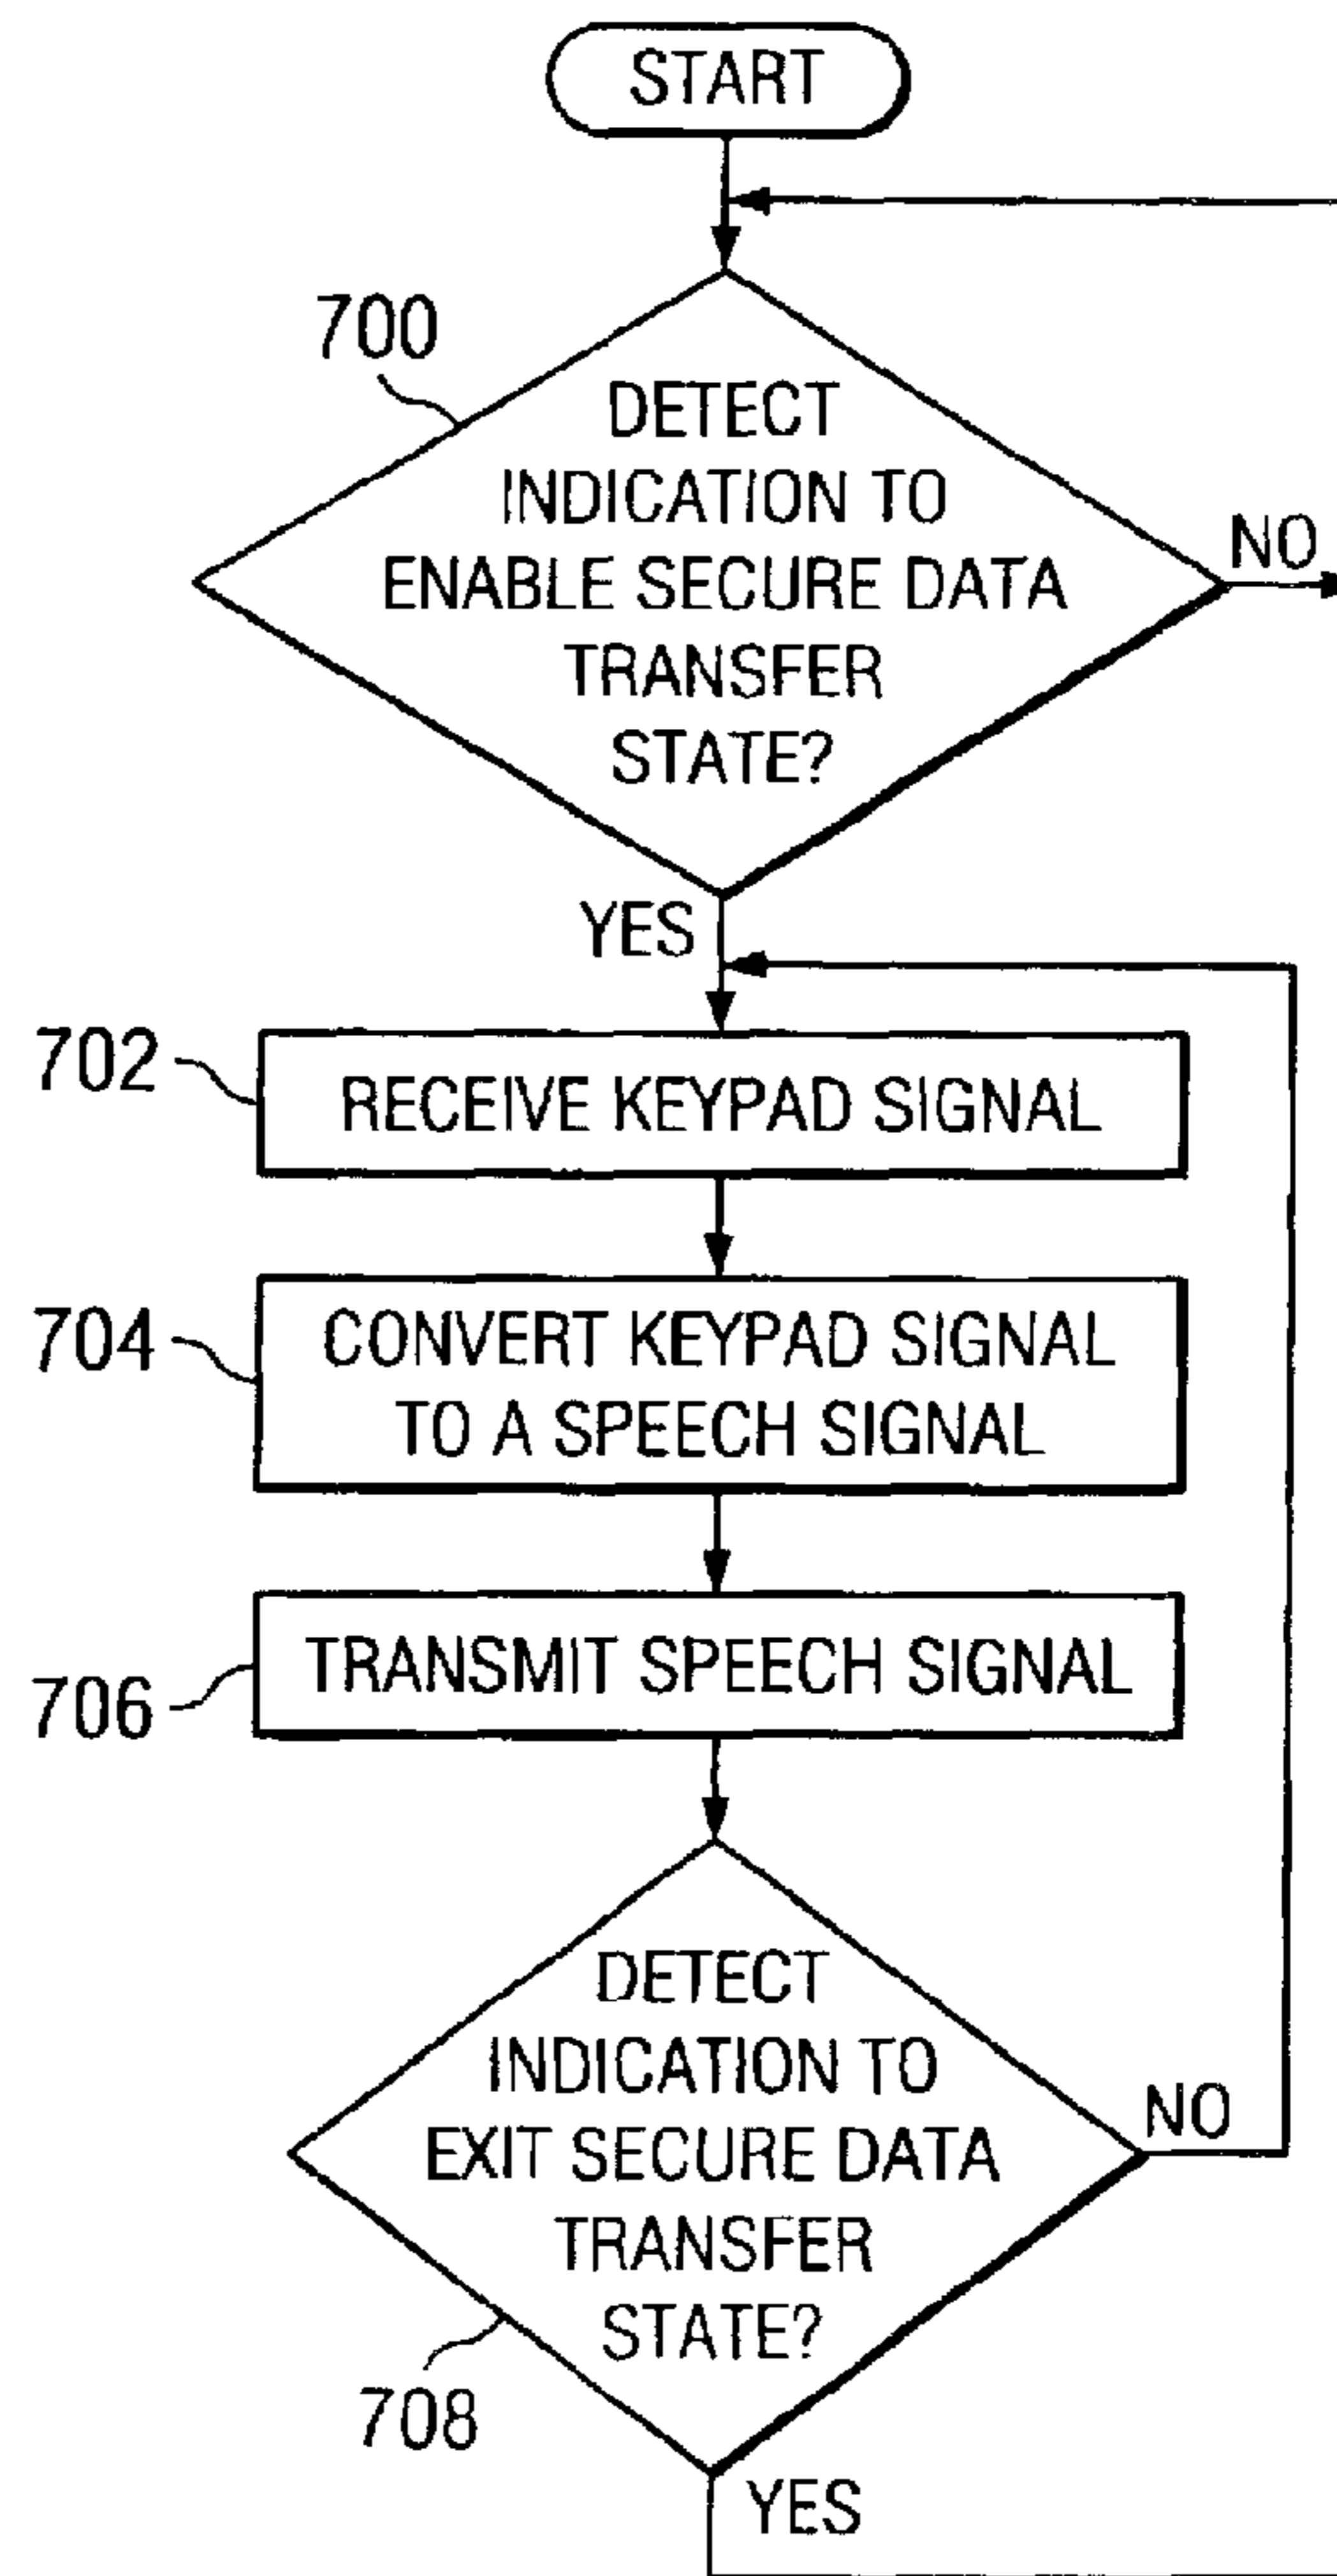 START
700
DETECT
INDICATION TO
ENABLE SECURE DATA
TRANSFER
STATE?
NO
YES
702
RECEIVE KEYPAD SIGNAL
704
CONVERT KEYPAD SIGNAL
TO A SPEECH SIGNAL
706
TRANSMIT SPEECH SIGNAL
DETECT
INDICATION TO
EXIT SECURE DATA
TRANSFER
STATE?
NO
708
YES